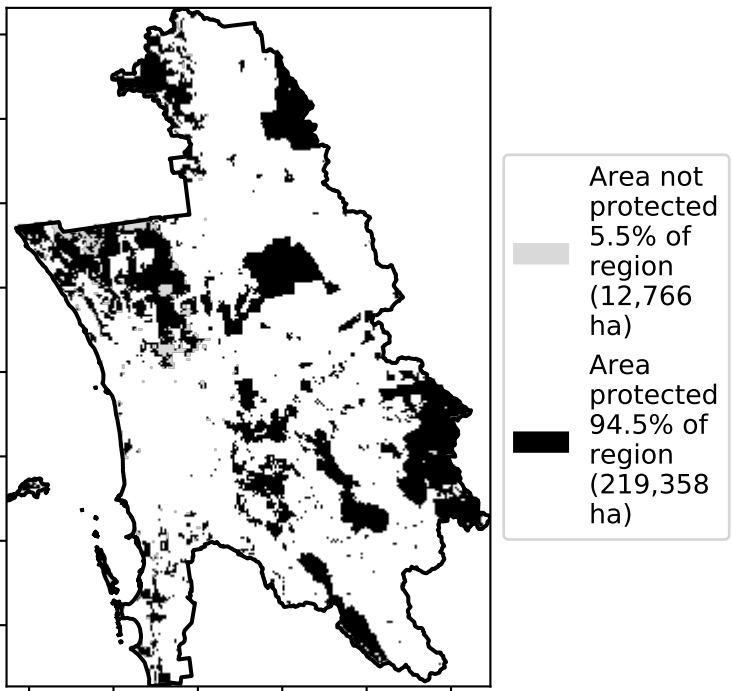 Area not
protected
5.5% of
region
(12,766
ha)
Area
protected
94.5% of
region
(219,358
ha)